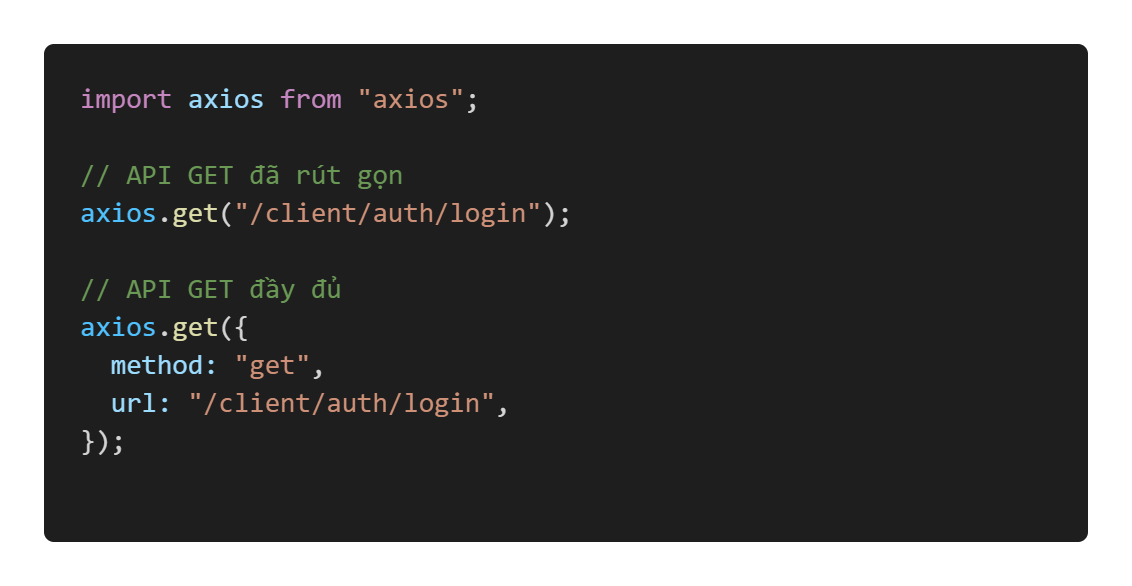 import axios from "axios";
// API GET đã rút gọn
axios.get("/client/auth/login");
// API GET đầy đủ
axios.get({
  method: "get",
  url: "/client/auth/login",
});